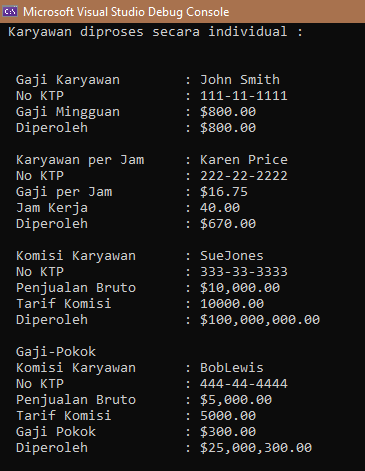 Microsoft Visual Studio Debug Console
Karyawan diproses secara individual :
Gaji Karyawan : John Smith
No KTP : 111-11-1111
Gaji Mingguan : $800.00
Diperoleh : $800.00
Karyawan per Jam : Karen Price
No KTP : 222-22-2222
Gaji per Jam : $16.75
Jam Kerja : 40.00
Diperoleh : $670.00
Komisi Karyawan : SueJones
No KTP : 333-33-3333
Penjualan Bruto : $10,000.00
Tarif Komisi : 10000.00
Diperoleh : $100,000,000.00
Gaji-Pokok
Komisi Karyawan : BobLewis
No KTP : 444-44-4444
Penjualan Bruto : $5,000.00
Tarif Komisi : 5000.00
Gaji Pokok : $300.00
Diperoleh : $25,000,300.00